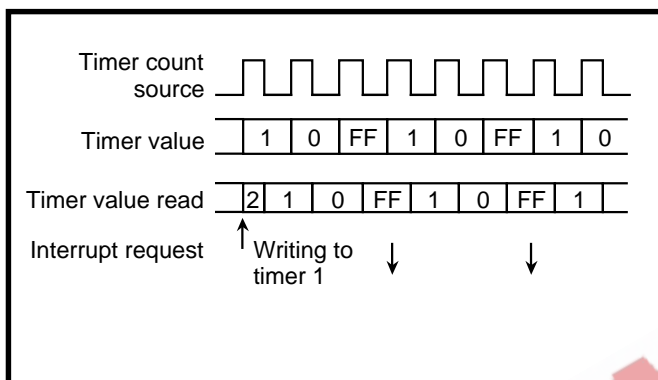 Timer count
source
Timer value 1 0 FF 1 0 FF 1 0
Timer value read 2 1 0 FF 1 0 FF 1
Interrupt request Writing to
timer 1